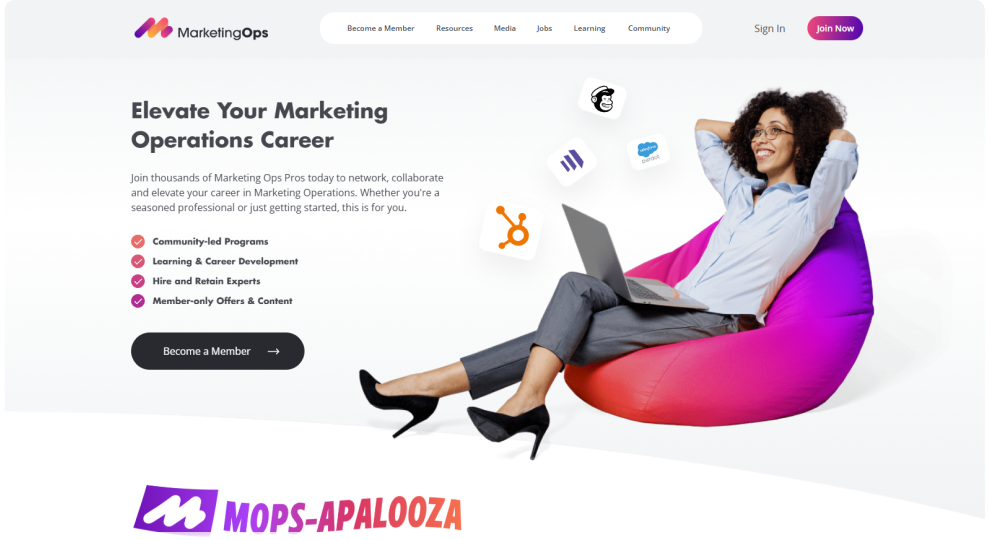 MarketingOps
Become a Member
Resources
Media
Jobs
Learning
Community
Sign In
Join Now
Elevate Your Marketing
Operations Career
Join thousands of Marketing Ops Pros today to network, collaborate
and elevate your career in Marketing Operations. Whether you're a
seasoned professional or just getting started, this is for you.
Community-led Programs
Learning & Career Development
Hire and Retain Experts
Member-only Offers & Content
Become a Member
salesforce
pardot
MOPS-APALOOZA